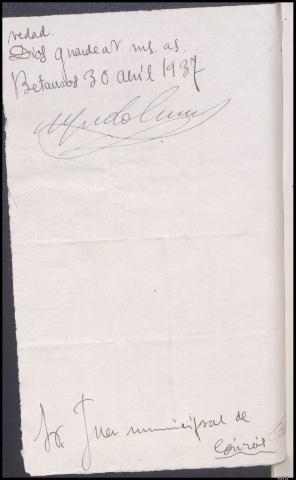 vedad.
Dios guarde a V. ms. as.
Betanzos 30 abril 1937
Sr. Juez municipal de
Coirós